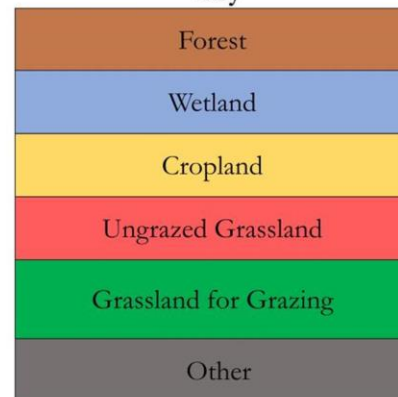 Forest
Wetland
Cropland
Ungrazed Grassland
Grassland for Grazing
Other